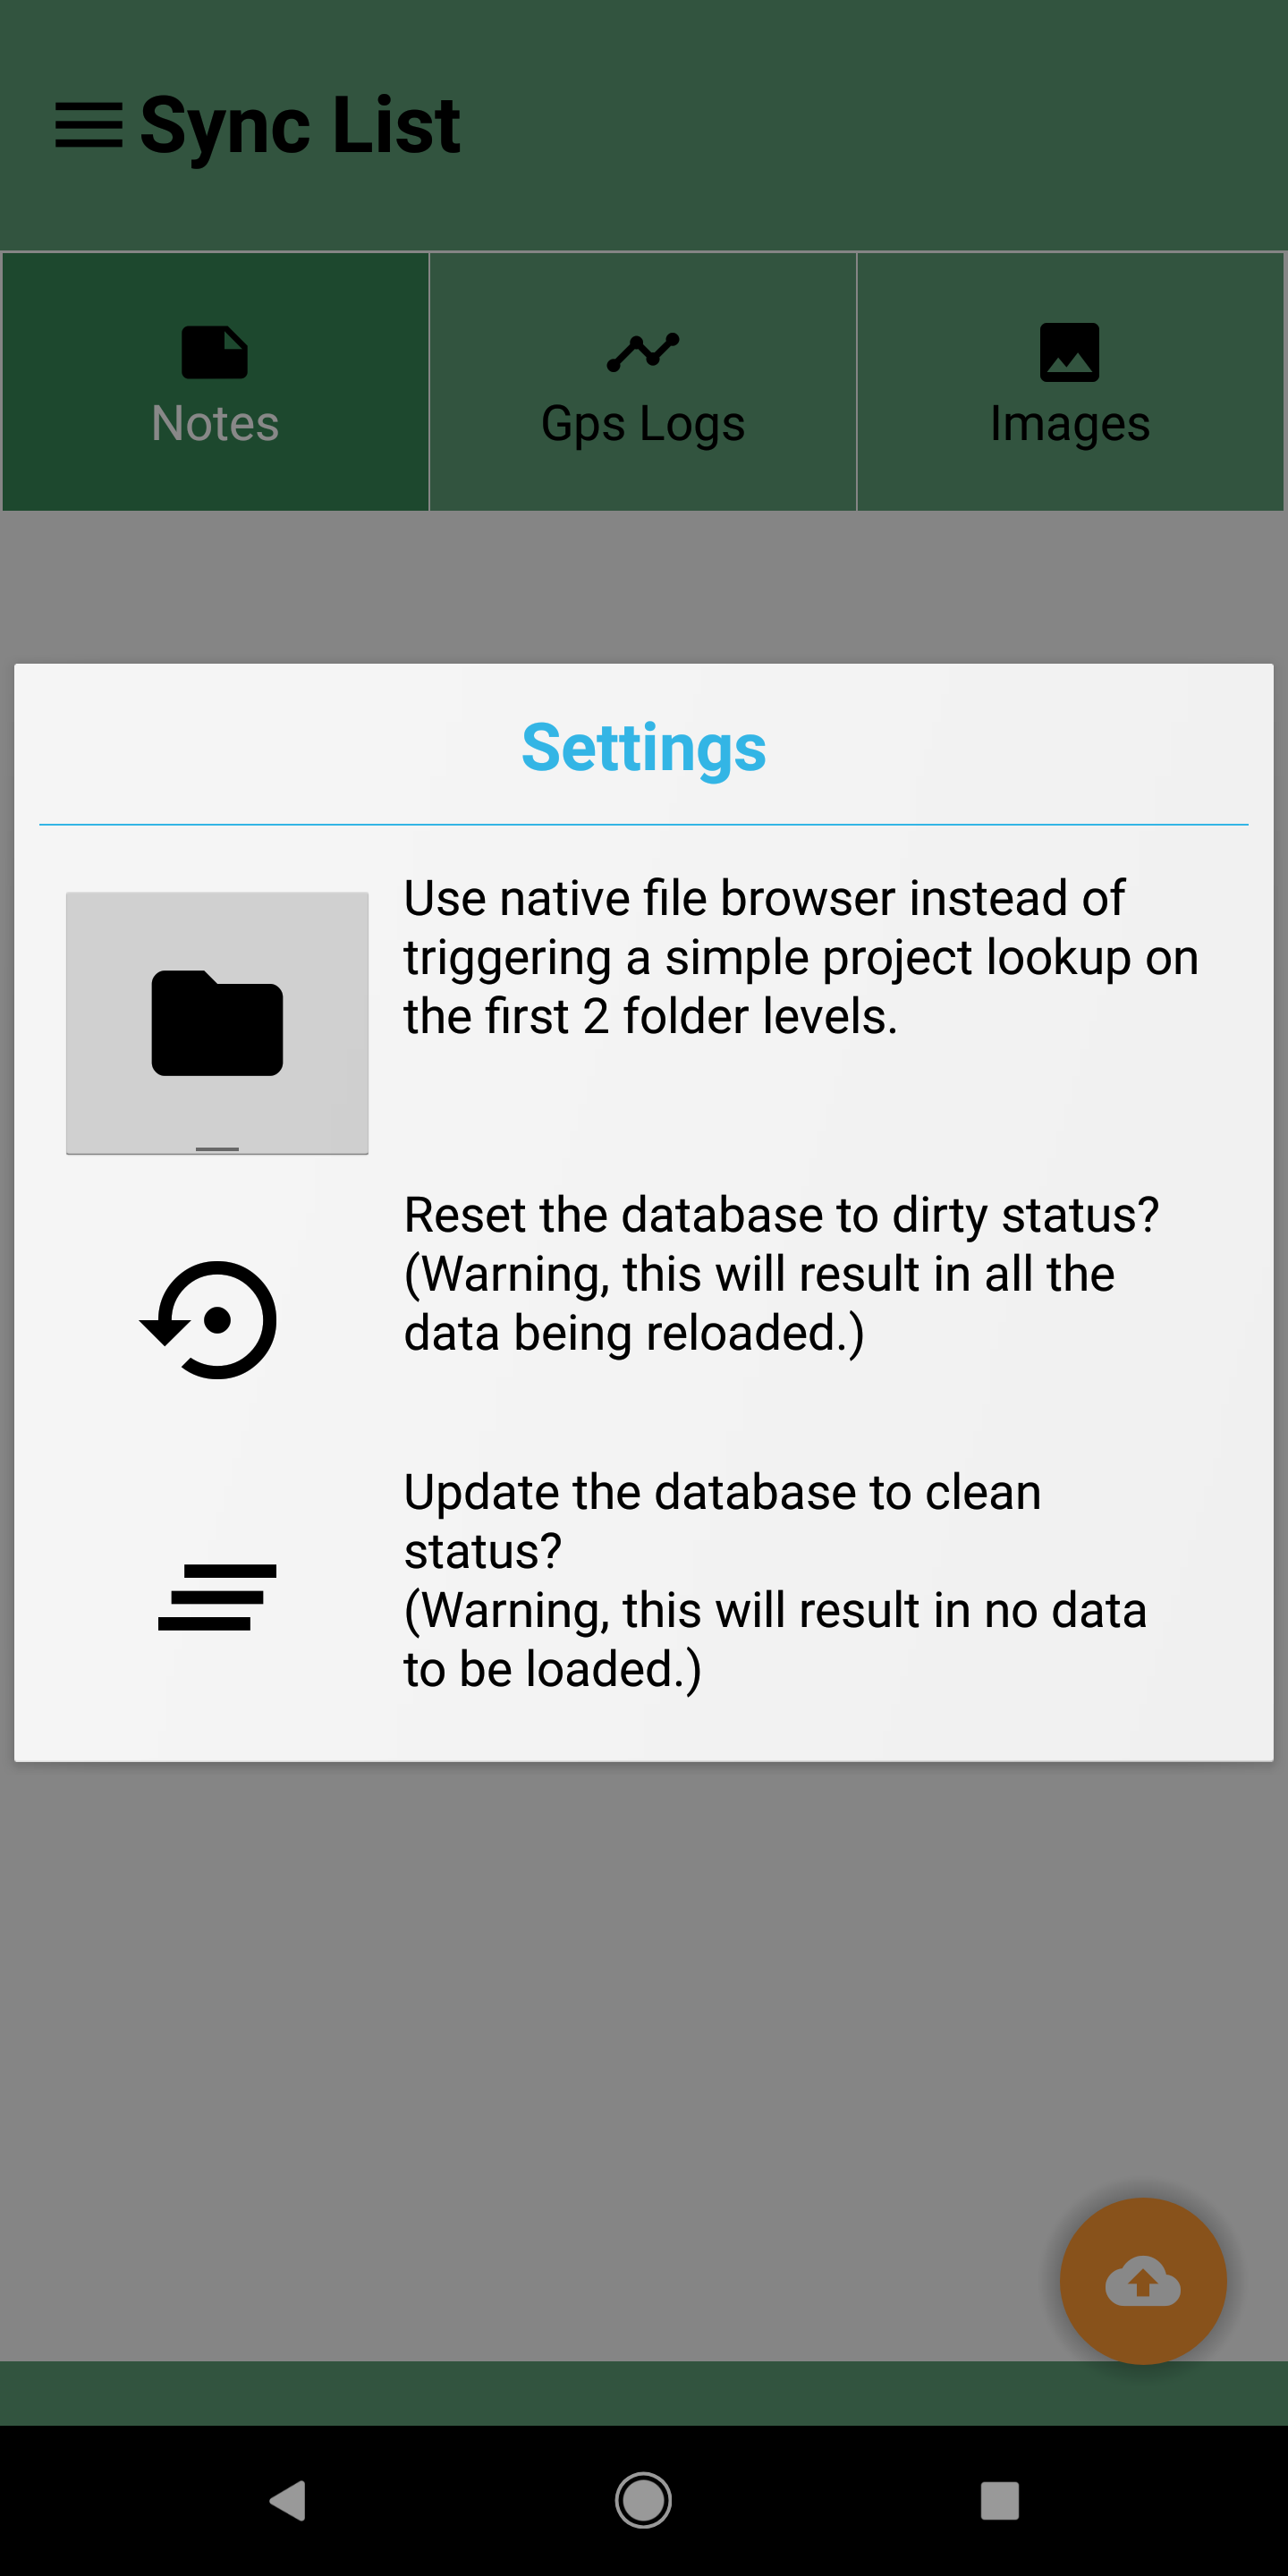 Sync List
Notes
Gps Logs
Images
Settings
Use native file browser instead of
triggering a simple project lookup on
the first 2 folder levels.
Reset the database to dirty status?
(Warning, this will result in all the
data being reloaded.)
Update the database to clean
status?
(Warning, this will result in no data
to be loaded.)